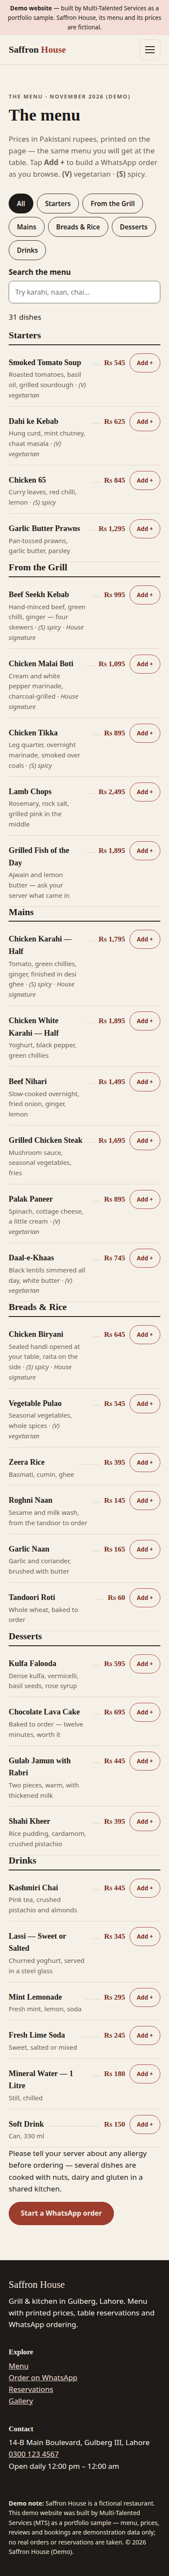 Demo website — built by Multi-Talented Services as a
portfolio sample. Saffron House, its menu and its prices
are fictional.
Saffron House
THE MENU · NOVEMBER 2026 (DEMO)
The menu
Prices in Pakistani rupees, printed on the
page — the same menu you will get at the
table. Tap Add + to build a WhatsApp order
as you browse. (V) vegetarian · (S) spicy.
All
Starters
From the Grill
Mains
Breads & Rice
Desserts
Drinks
Search the menu
Try karahi, naan, chai…
31 dishes
Starters
Smoked Tomato Soup Rs 545 Add +
Roasted tomatoes, basil
oil, grilled sourdough · (V)
vegetarian
Dahi ke Kebab Rs 625 Add +
Hung curd, mint chutney,
chaat masala · (V)
vegetarian
Chicken 65 Rs 845 Add +
Curry leaves, red chilli,
lemon · (S) spicy
Garlic Butter Prawns Rs 1,295 Add +
Pan-tossed prawns,
garlic butter, parsley
From the Grill
Beef Seekh Kebab Rs 995 Add +
Hand-minced beef, green
chilli, ginger — four
skewers · (S) spicy · House
signature
Chicken Malai Boti Rs 1,095 Add +
Cream and white
pepper marinade,
charcoal-grilled · House
signature
Chicken Tikka Rs 895 Add +
Leg quarter, overnight
marinade, smoked over
coals · (S) spicy
Lamb Chops Rs 2,495 Add +
Rosemary, rock salt,
grilled pink in the
middle
Grilled Fish of the Rs 1,895 Add +
Day
Ajwain and lemon
butter — ask your
server what came in
Mains
Chicken Karahi — Rs 1,795 Add +
Half
Tomato, green chillies,
ginger, finished in desi
ghee · (S) spicy · House
signature
Chicken White Rs 1,895 Add +
Karahi — Half
Yoghurt, black pepper,
green chillies
Beef Nihari Rs 1,495 Add +
Slow-cooked overnight,
fried onion, ginger,
lemon
Grilled Chicken Steak Rs 1,695 Add +
Mushroom sauce,
seasonal vegetables,
fries
Palak Paneer Rs 895 Add +
Spinach, cottage cheese,
a little cream · (V)
vegetarian
Daal-e-Khaas Rs 745 Add +
Black lentils simmered all
day, white butter · (V)
vegetarian
Breads & Rice
Chicken Biryani Rs 645 Add +
Sealed handi opened at
your table, raita on the
side · (S) spicy · House
signature
Vegetable Pulao Rs 545 Add +
Seasonal vegetables,
whole spices · (V)
vegetarian
Zeera Rice Rs 395 Add +
Basmati, cumin, ghee
Roghni Naan Rs 145 Add +
Sesame and milk wash,
from the tandoor to order
Garlic Naan Rs 165 Add +
Garlic and coriander,
brushed with butter
Tandoori Roti Rs 60 Add +
Whole wheat, baked to
order
Desserts
Kulfa Falooda Rs 595 Add +
Dense kulfa, vermicelli,
basil seeds, rose syrup
Chocolate Lava Cake Rs 695 Add +
Baked to order — twelve
minutes, worth it
Gulab Jamun with Rs 445 Add +
Rabri
Two pieces, warm, with
thickened milk
Shahi Kheer Rs 395 Add +
Rice pudding, cardamom,
crushed pistachio
Drinks
Kashmiri Chai Rs 445 Add +
Pink tea, crushed
pistachio and almonds
Lassi — Sweet or Rs 345 Add +
Salted
Churned yoghurt, served
in a steel glass
Mint Lemonade Rs 295 Add +
Fresh mint, lemon, soda
Fresh Lime Soda Rs 245 Add +
Sweet, salted or mixed
Mineral Water — 1 Rs 180 Add +
Litre
Still, chilled
Soft Drink Rs 150 Add +
Can, 330 ml
Please tell your server about any allergy
before ordering — several dishes are
cooked with nuts, dairy and gluten in a
shared kitchen.
Start a WhatsApp order
Saffron House
Grill & kitchen in Gulberg, Lahore. Menu
with printed prices, table reservations and
WhatsApp ordering.
Explore
Menu
Order on WhatsApp
Reservations
Gallery
Contact
14-B Main Boulevard, Gulberg III, Lahore
0300 123 4567
Open daily 12:00 pm – 12:00 am
Demo note: Saffron House is a fictional restaurant.
This demo website was built by Multi-Talented
Services (MTS) as a portfolio sample — menu, prices,
reviews and bookings are demonstration data only;
no real orders or reservations are taken. © 2026
Saffron House (Demo).